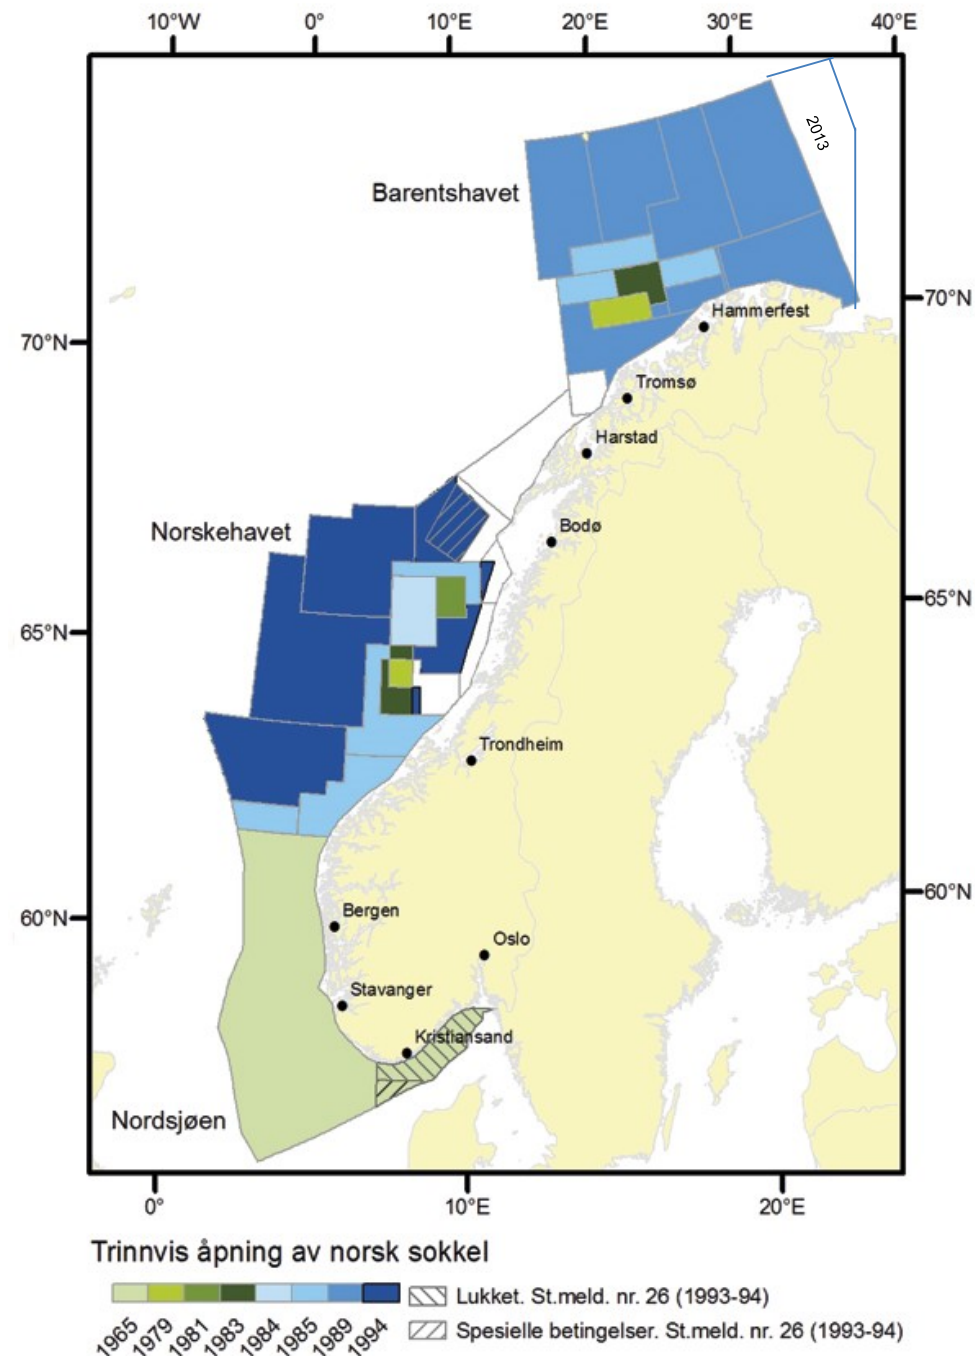 10°W 0° 10°E 20°E 30°E 40°E
2013
Barentshavet
70°N
Hammerfest
70°N
Tromsø
Harstad
Norskehavet
Bodø
65°N
65°N
Trondheim
60°N
Bergen
60°N
Oslo
Stavanger
Kristiansand
Nordsjøen
0° 10°E 20°E
Trinnvis åpning av norsk sokkel
Lukket. St.meld. nr. 26 (1993-94)
1965 1979 1981 1983 1984 1985 1989 1994
Spesielle betingelser. St.meld. nr. 26 (1993-94)